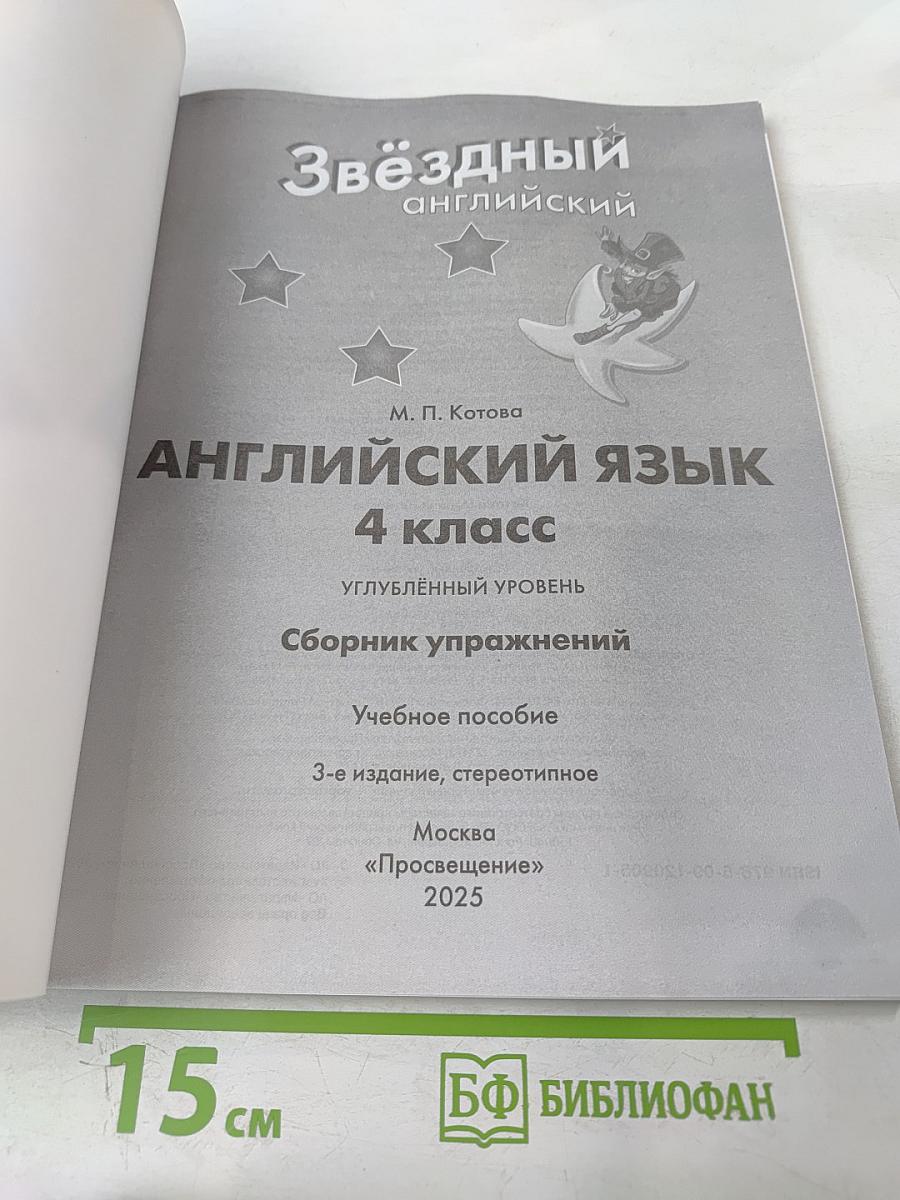 Звёздный
английский
М. П. Котова
АНГЛИЙСКИЙ ЯЗЫК
4 класс
УГЛУБЛЁННЫЙ УРОВЕНЬ
Сборник упражнений
Учебное пособие
3-е издание, стереотипное
Москва
«Просвещение»
2025
15 см
БФ БИБЛИОФАН